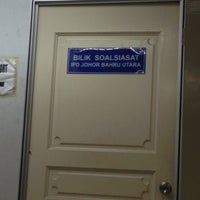 BILIK SOALSIASAT
IPD JOHOR BAHRU UTARA